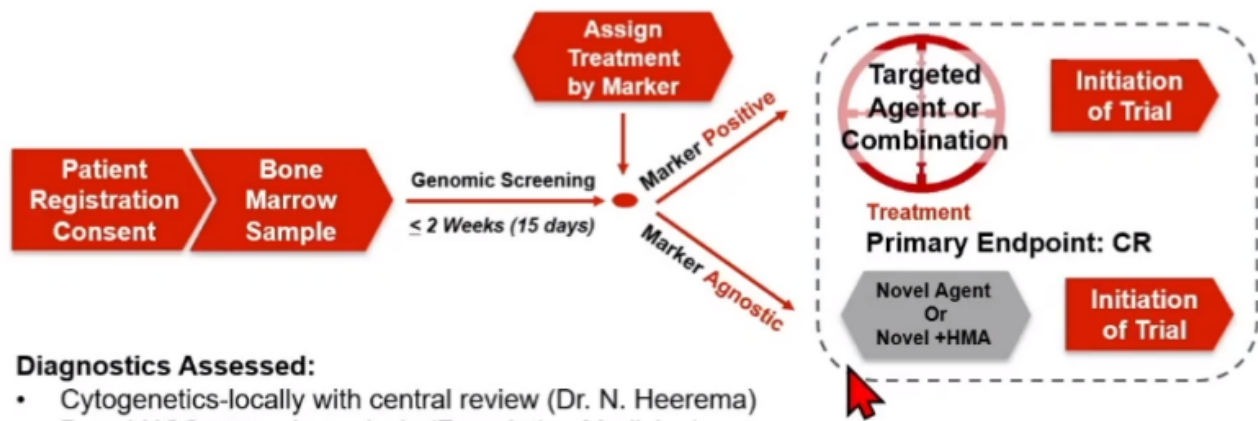 Assign
Treatment
by Marker
Patient
Registration
Consent
Bone
Marrow
Sample
Genomic Screening
≤ 2 Weeks (15 days)
Marker Positive
Marker Agnostic
Targeted
Agent or
Combination
Initiation
of Trial
Treatment
Primary Endpoint: CR
Novel Agent
Or
Novel +HMA
Initiation
of Trial
Diagnostics Assessed:
• Cytogenetics-locally with central review (Dr. N. Heerema)